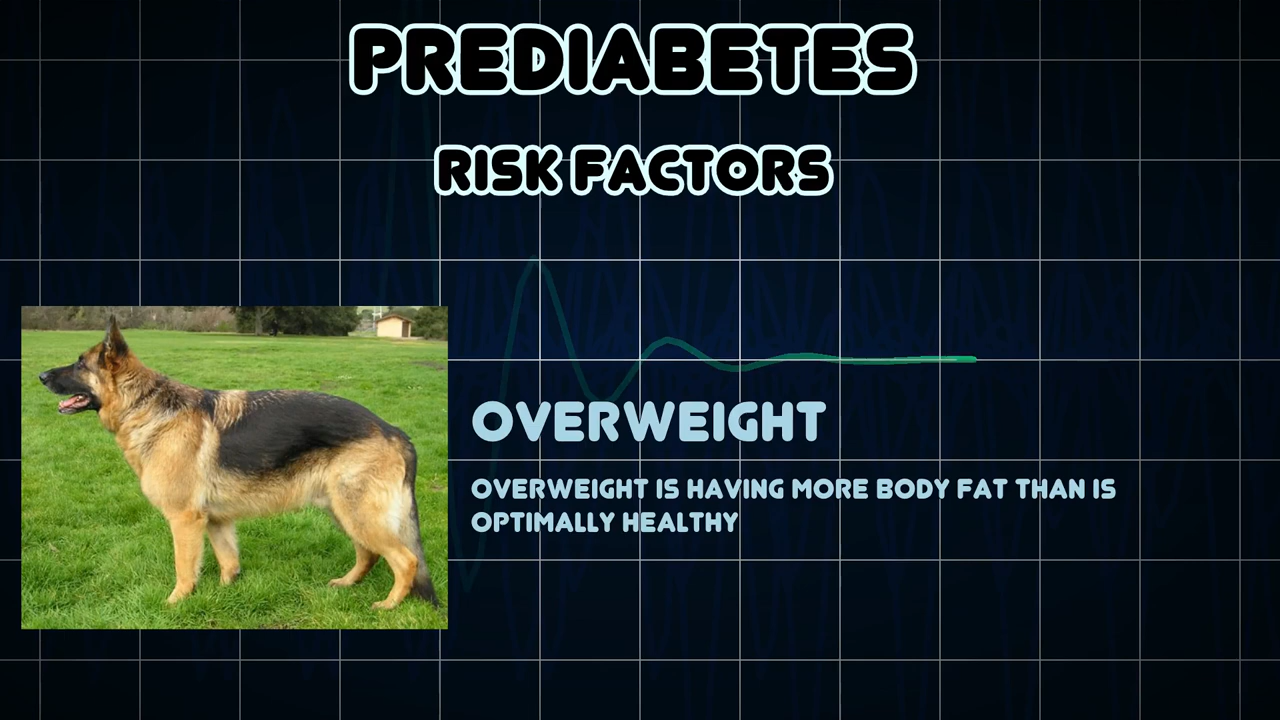 PREDIABETES
RISK FACTORS
OVERWEIGHT
OVERWEIGHT IS HAVING MORE BODY FAT THAN IS
OPTIMALLY HEALTHY